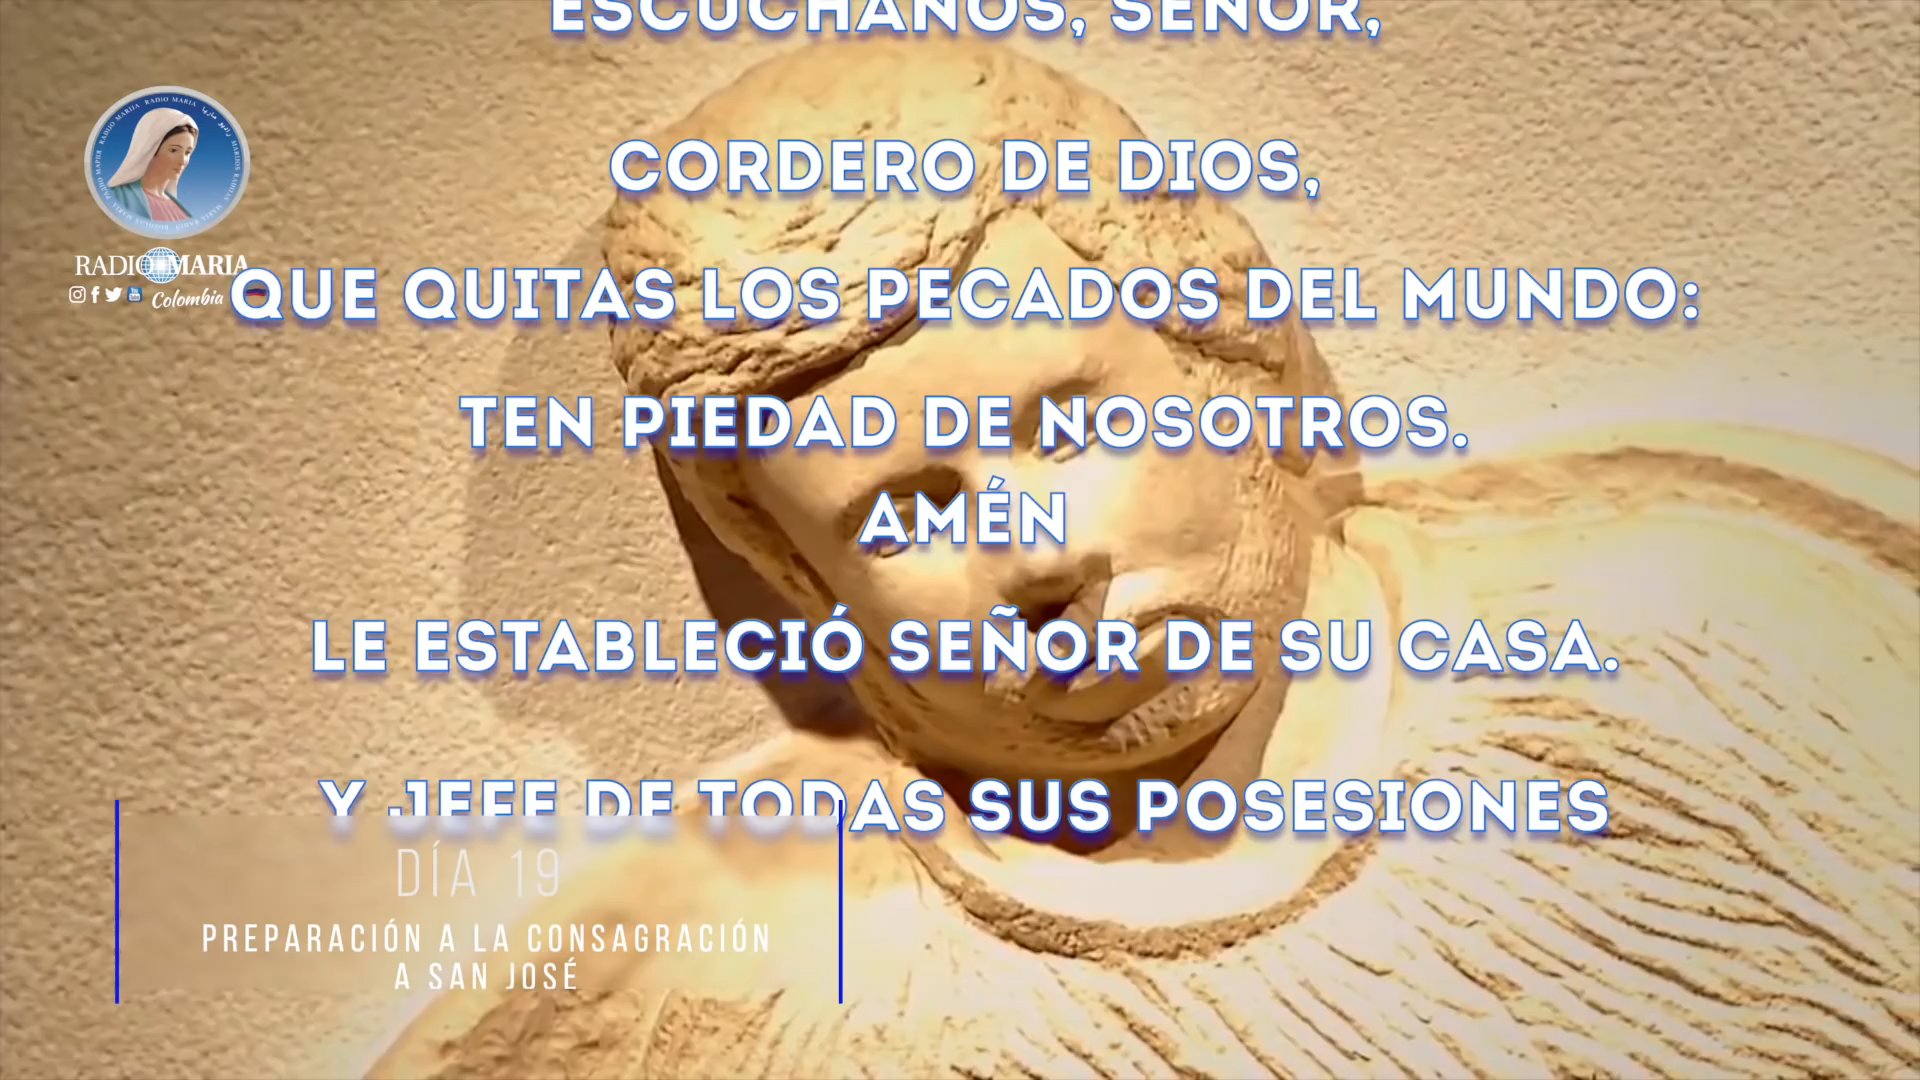 ESCÚCHANOS, SEÑOR,
CORDERO DE DIOS,
RADIO MARIA
Colombia
QUE QUITAS LOS PECADOS DEL MUNDO:
TEN PIEDAD DE NOSOTROS.
AMÉN
LE ESTABLECIÓ SEÑOR DE SU CASA.
Y JEFE DE TODAS SUS POSESIONES
DÍA 19
PREPARACIÓN A LA CONSAGRACIÓN
A SAN JOSÉ